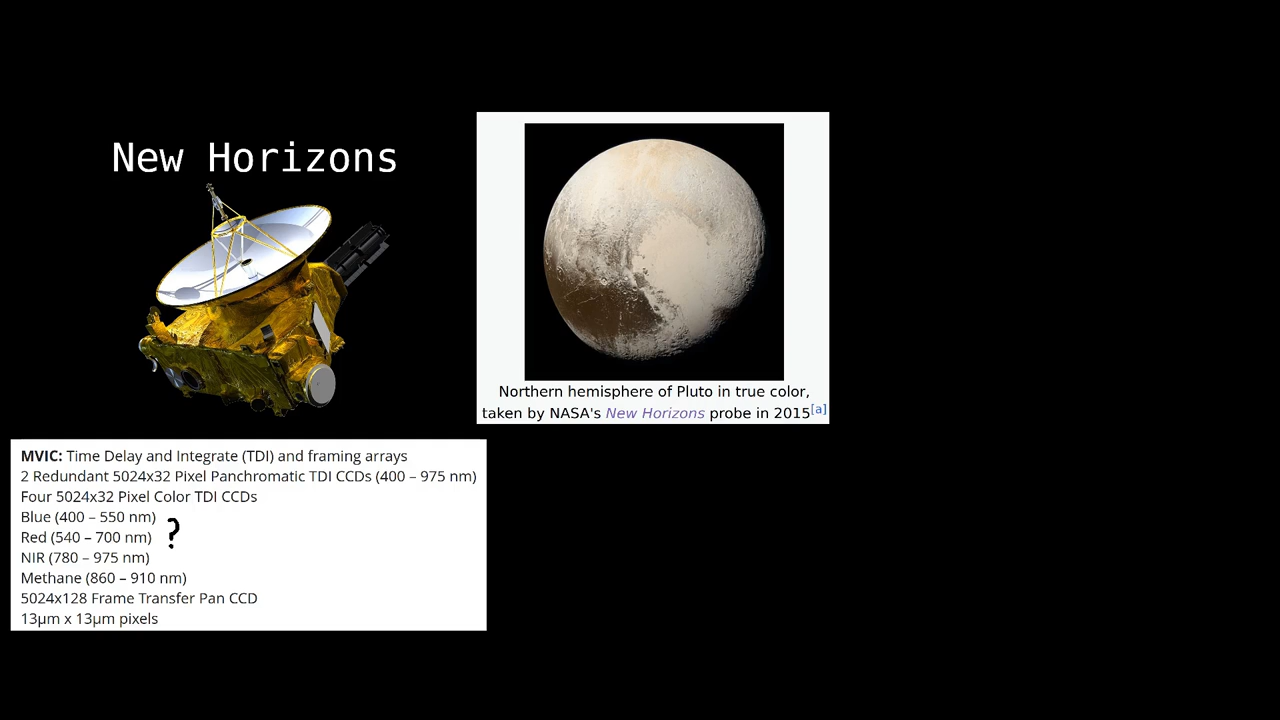 New Horizons
Northern hemisphere of Pluto in true color,
taken by NASA's New Horizons probe in 2015[a]
MVIC: Time Delay and Integrate (TDI) and framing arrays
2 Redundant 5024x32 Pixel Panchromatic TDI CCDs (400 – 975 nm)
Four 5024x32 Pixel Color TDI CCDs
Blue (400 – 550 nm)
?
Red (540 – 700 nm)
NIR (780 – 975 nm)
Methane (860 – 910 nm)
5024x128 Frame Transfer Pan CCD
13μm x 13μm pixels